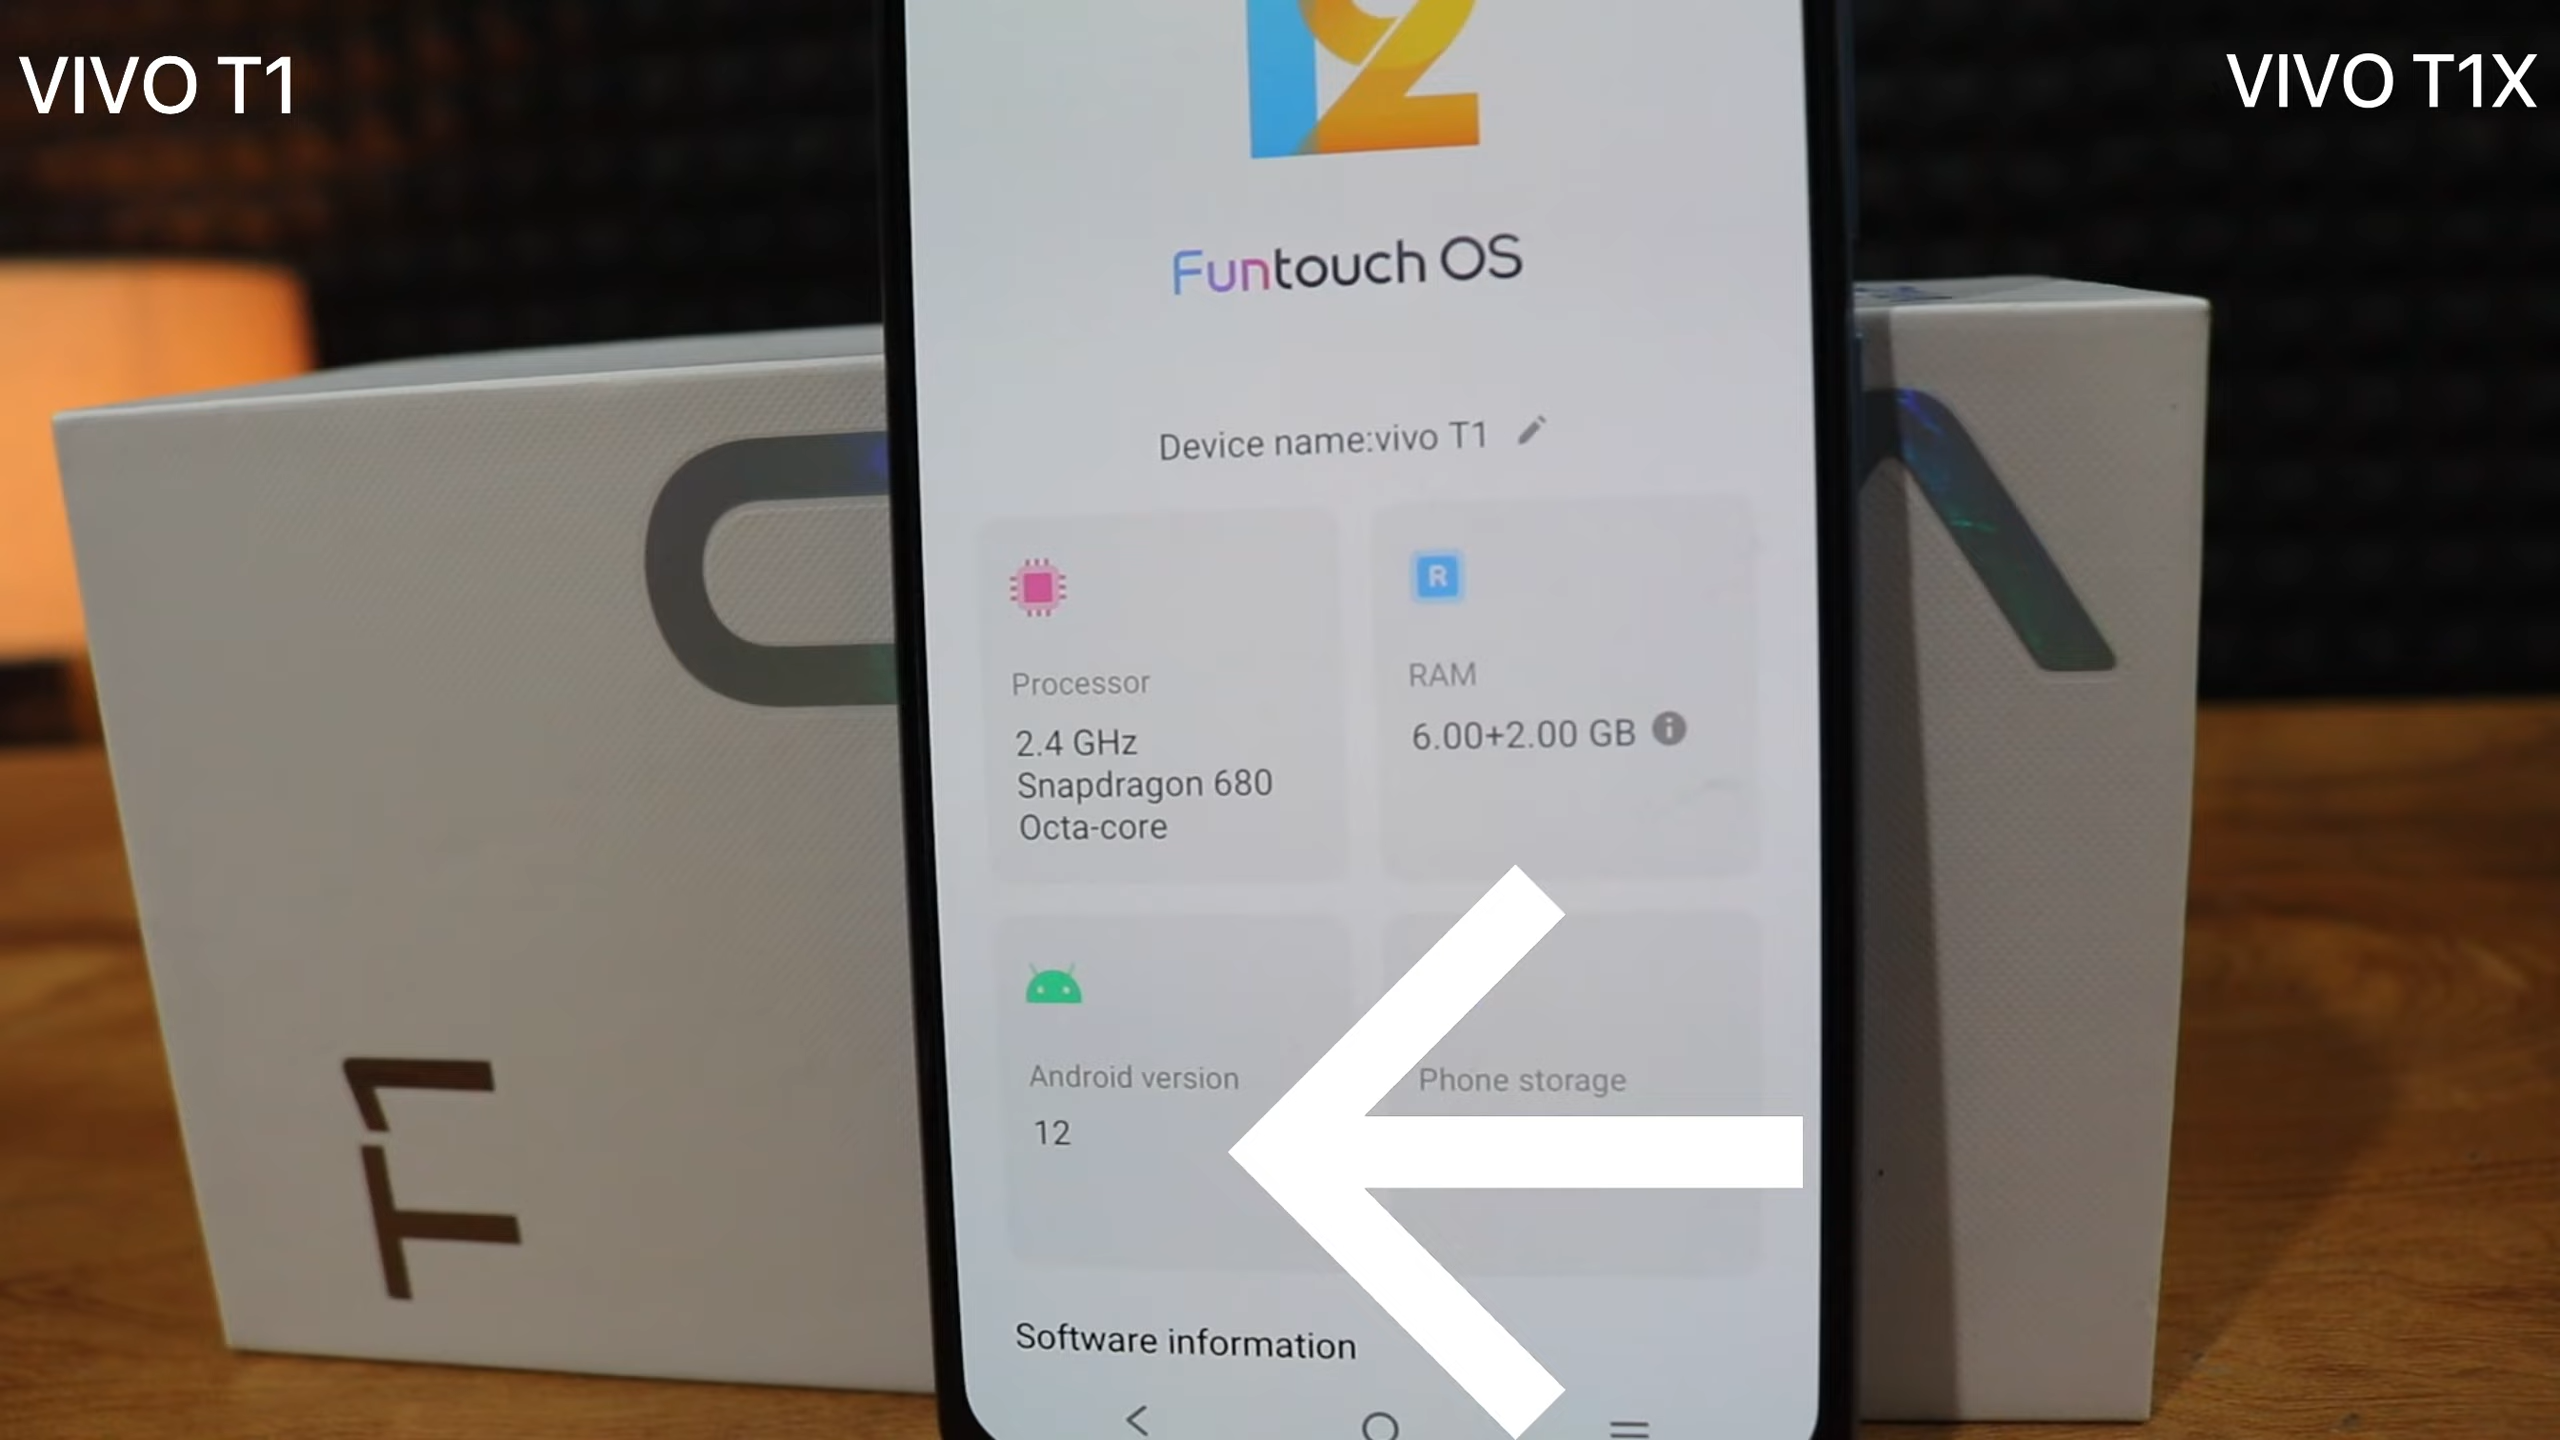 VIVO T1
VIVO T1X
12
Funtouch OS
Device name:vivo T1
Processor
2.4 GHz
Snapdragon 680
Octa-core
R
RAM
6.00+2.00 GB
Android version
12
Phone storage
Software information
T1